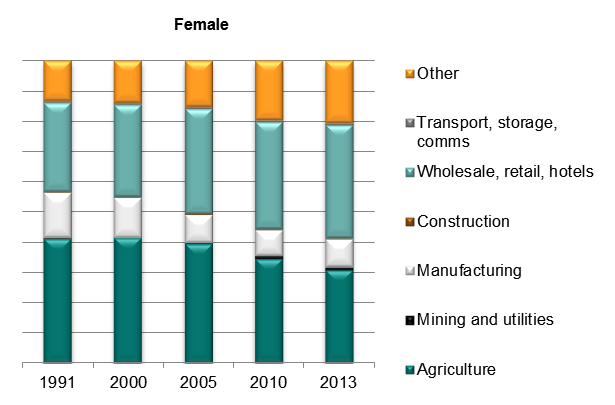 Female
Other
Transport, storage,
comms
Wholesale, retail, hotels
Construction
Manufacturing
Mining and utilities
Agriculture
1991 2000 2005 2010 2013